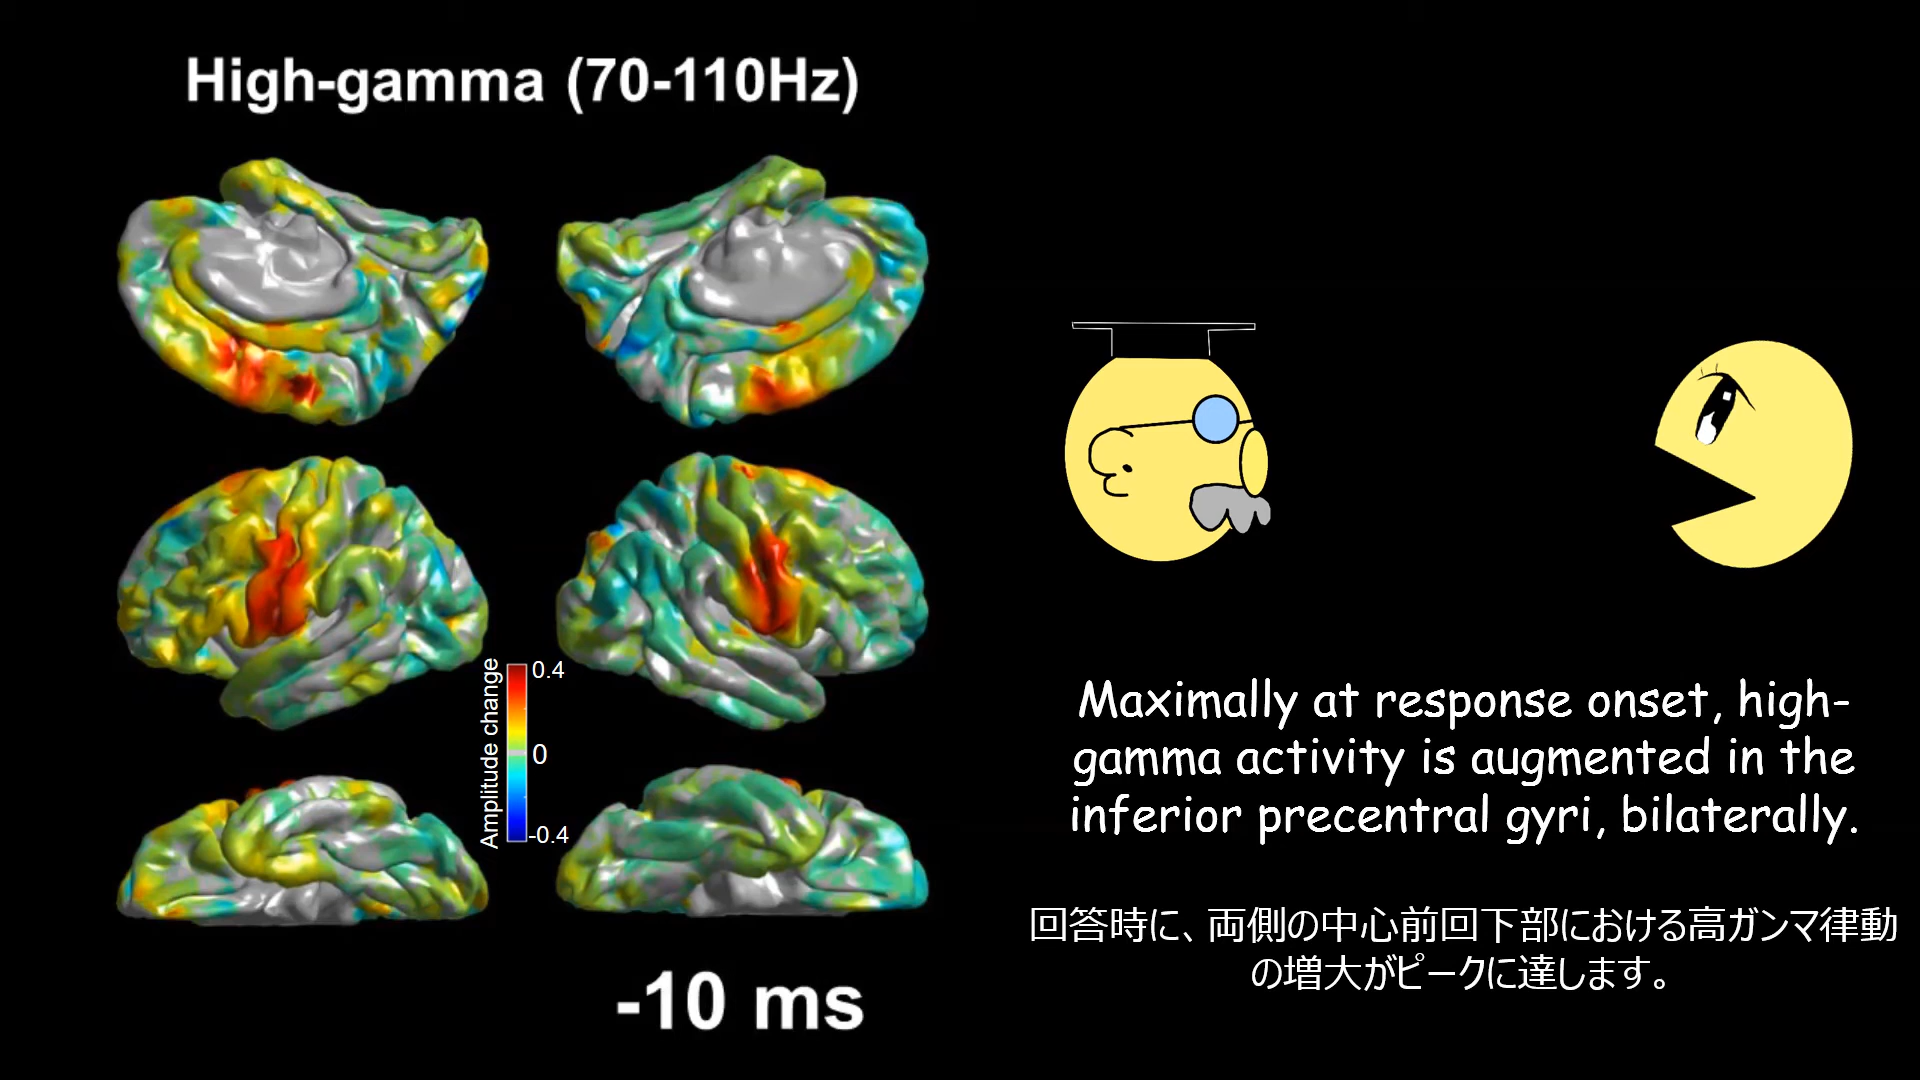 High-gamma (70-110Hz)
Amplitude change
0.4
0
-0.4
-10 ms
Maximally at response onset, high-
gamma activity is augmented in the
inferior precentral gyri, bilaterally.
回答時に、両側の中心前回下部における高ガンマ律動
の増大がピークに達します。